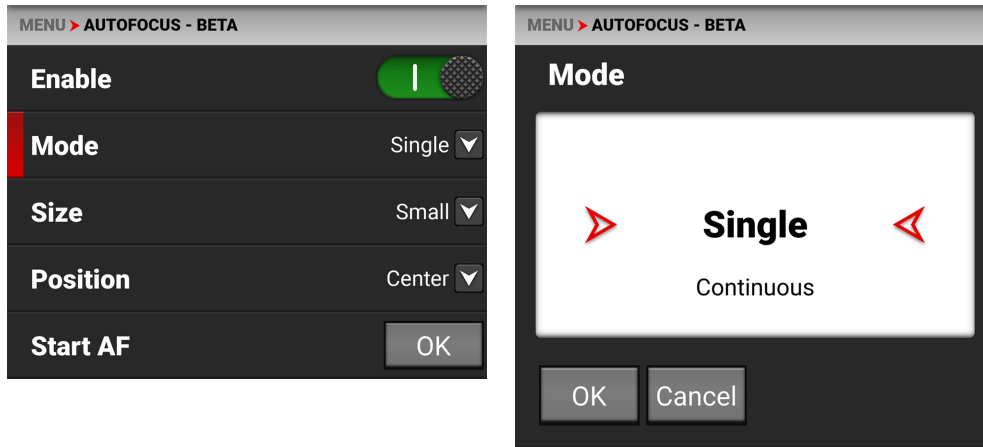 MENU > AUTOFOCUS - BETA
Enable
Mode Single
Size Small
Position Center
Start AF OK
MENU > AUTOFOCUS - BETA
Mode
Single
Continuous
OK Cancel